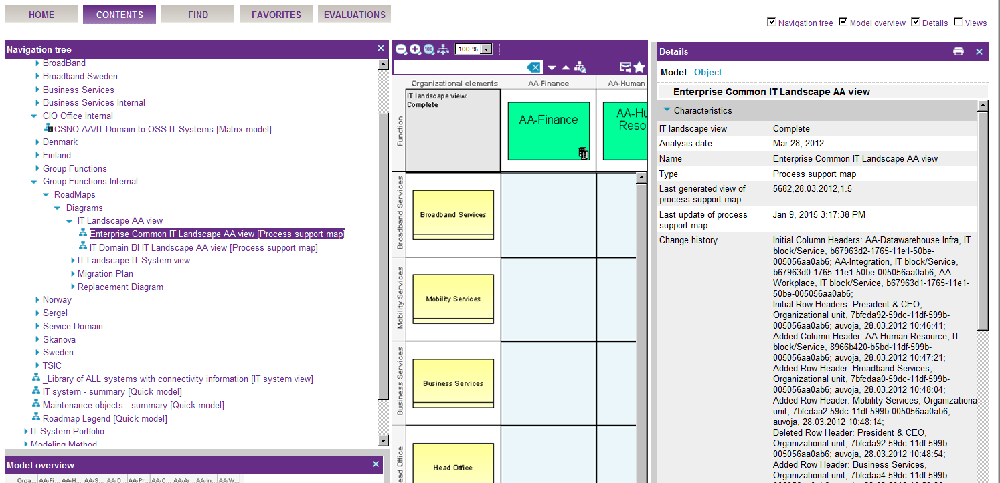 HOME CONTENTS FIND FAVORITES EVALUATIONS
Navigation tree Model overview Details Views
Navigation tree
BroadBand
Broadband Sweden
Business Services
Business Services Internal
CIO Office Internal
CSNO AA/IT Domain to OSS IT-Systems [Matrix model]
Denmark
Finland
Group Functions
Group Functions Internal
RoadMaps
Diagrams
IT Landscape AA view
Enterprise Common IT Landscape AA view [Process support map]
IT Domain BI IT Landscape AA view [Process support map]
IT Landscape IT System view
Migration Plan
Replacement Diagram
Norway
Sergel
Service Domain
Skanova
Sweden
TSIC
_Library of ALL systems with connectivity information [IT system view]
IT system - summary [Quick model]
Maintenance objects - summary [Quick model]
Roadmap Legend [Quick model]
IT System Portfolio
Modeling Method
Model overview
Orga... AA-Fi... AA-H... AA-S... AA-D... AA-Pr... AA-C... AA-Ar... AA-In... AA-W...
100
100 %
Organizational elements AA-Finance AA-Human
Function
IT landscape view:
Complete
AA-Finance
AA-Hu
Reso
Broadband Services
Broadband Services
Mobility Services
Mobility Services
Business Services
Business Services
ead Office
Head Office
Details
Model Object
Enterprise Common IT Landscape AA view
Characteristics
IT landscape view Complete
Analysis date Mar 28, 2012
Name Enterprise Common IT Landscape AA view
Type Process support map
Last generated view of 5682,28.03.2012,1.5
process support map
Last update of process Jan 9, 2015 3:17:38 PM
support map
Change history Initial Column Headers: AA-Datawarehouse Infra, IT
block/Service, b67963d2-1765-11e1-50be-
005056aa0ab6; AA-Integration, IT block/Service,
b67963d0-1765-11e1-50be-005056aa0ab6; AA-
Workplace, IT block/Service, b67963d1-1765-11e1-
50be-005056aa0ab6;
Initial Row Headers: President & CEO,
Organizational unit, 7bfcda92-59dc-11df-599b-
005056aa0ab6; auvoja, 28.03.2012 10:46:41;
Added Column Header: AA-Human Resource, IT
block/Service, 8966b420-b5bd-11df-599b-
005056aa0ab6; auvoja, 28.03.2012 10:47:21;
Added Row Header: Broadband Services,
Organizational unit, 7bfcdaa0-59dc-11df-599b-
005056aa0ab6; auvoja, 28.03.2012 10:48:04;
Added Row Header: Mobility Services, Organizationa
unit, 7bfcdaa2-59dc-11df-599b-005056aa0ab6;
auvoja, 28.03.2012 10:48:14;
Deleted Row Header: President & CEO,
Organizational unit, 7bfcda92-59dc-11df-599b-
005056aa0ab6; auvoja, 28.03.2012 10:48:54;
Added Row Header: Business Services,
Organizational unit, 7bfcdaa4-59dc-11df-599b-